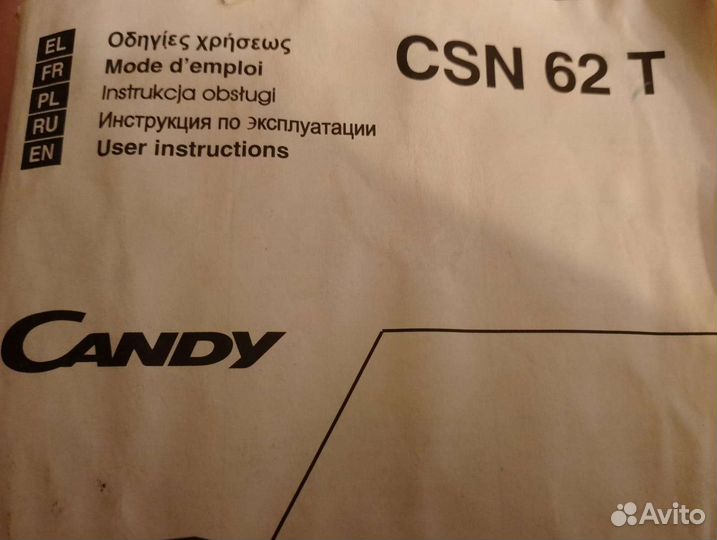 EL Οδηγίες χρήσεως
FR Mode d'emploi
PL Instrukcja obsługi
RU Инструкция по эксплуатации
EN User instructions
CSN 62 T
CANDY
Avito